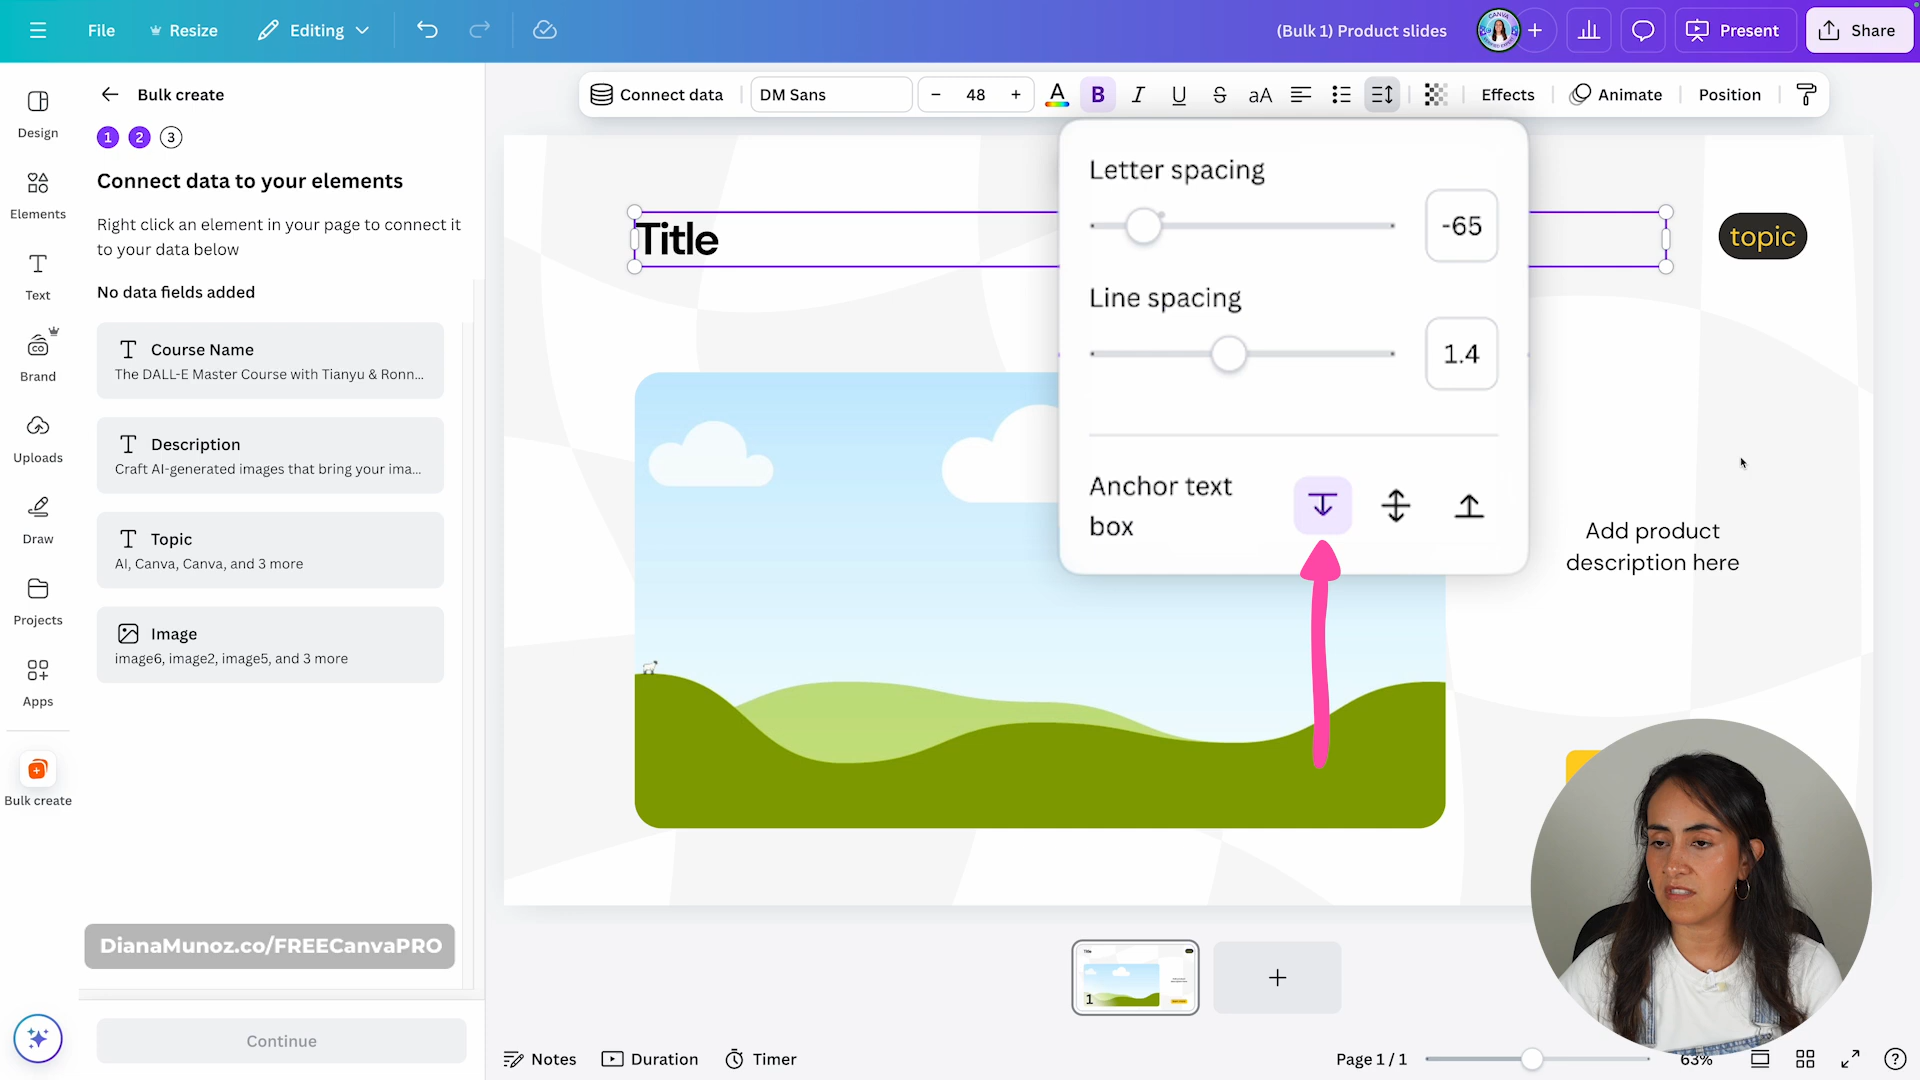 File
Resize
Editing
(Bulk 1) Product slides
Present
Share
Design
Elements
Text
Brand
Uploads
Draw
Projects
Apps
Bulk create
Bulk create
1 2 3
Connect data to your elements
Right click an element in your page to connect it
to your data below
No data fields added
Course Name
The DALL-E Master Course with Tianyu & Ronn...
Description
Craft AI-generated images that bring your ima...
Topic
AI, Canva, Canva, and 3 more
Image
image6, image2, image5, and 3 more
DianaMunoz.co/FREECanvaPRO
Continue
Connect data
DM Sans
− 48 +
A B I U S aA
Effects
Animate
Position
Letter spacing
-65
Line spacing
1.4
Anchor text
box
Title
topic
Add product
description here
1
Notes
Duration
Timer
Page 1 / 1
63%